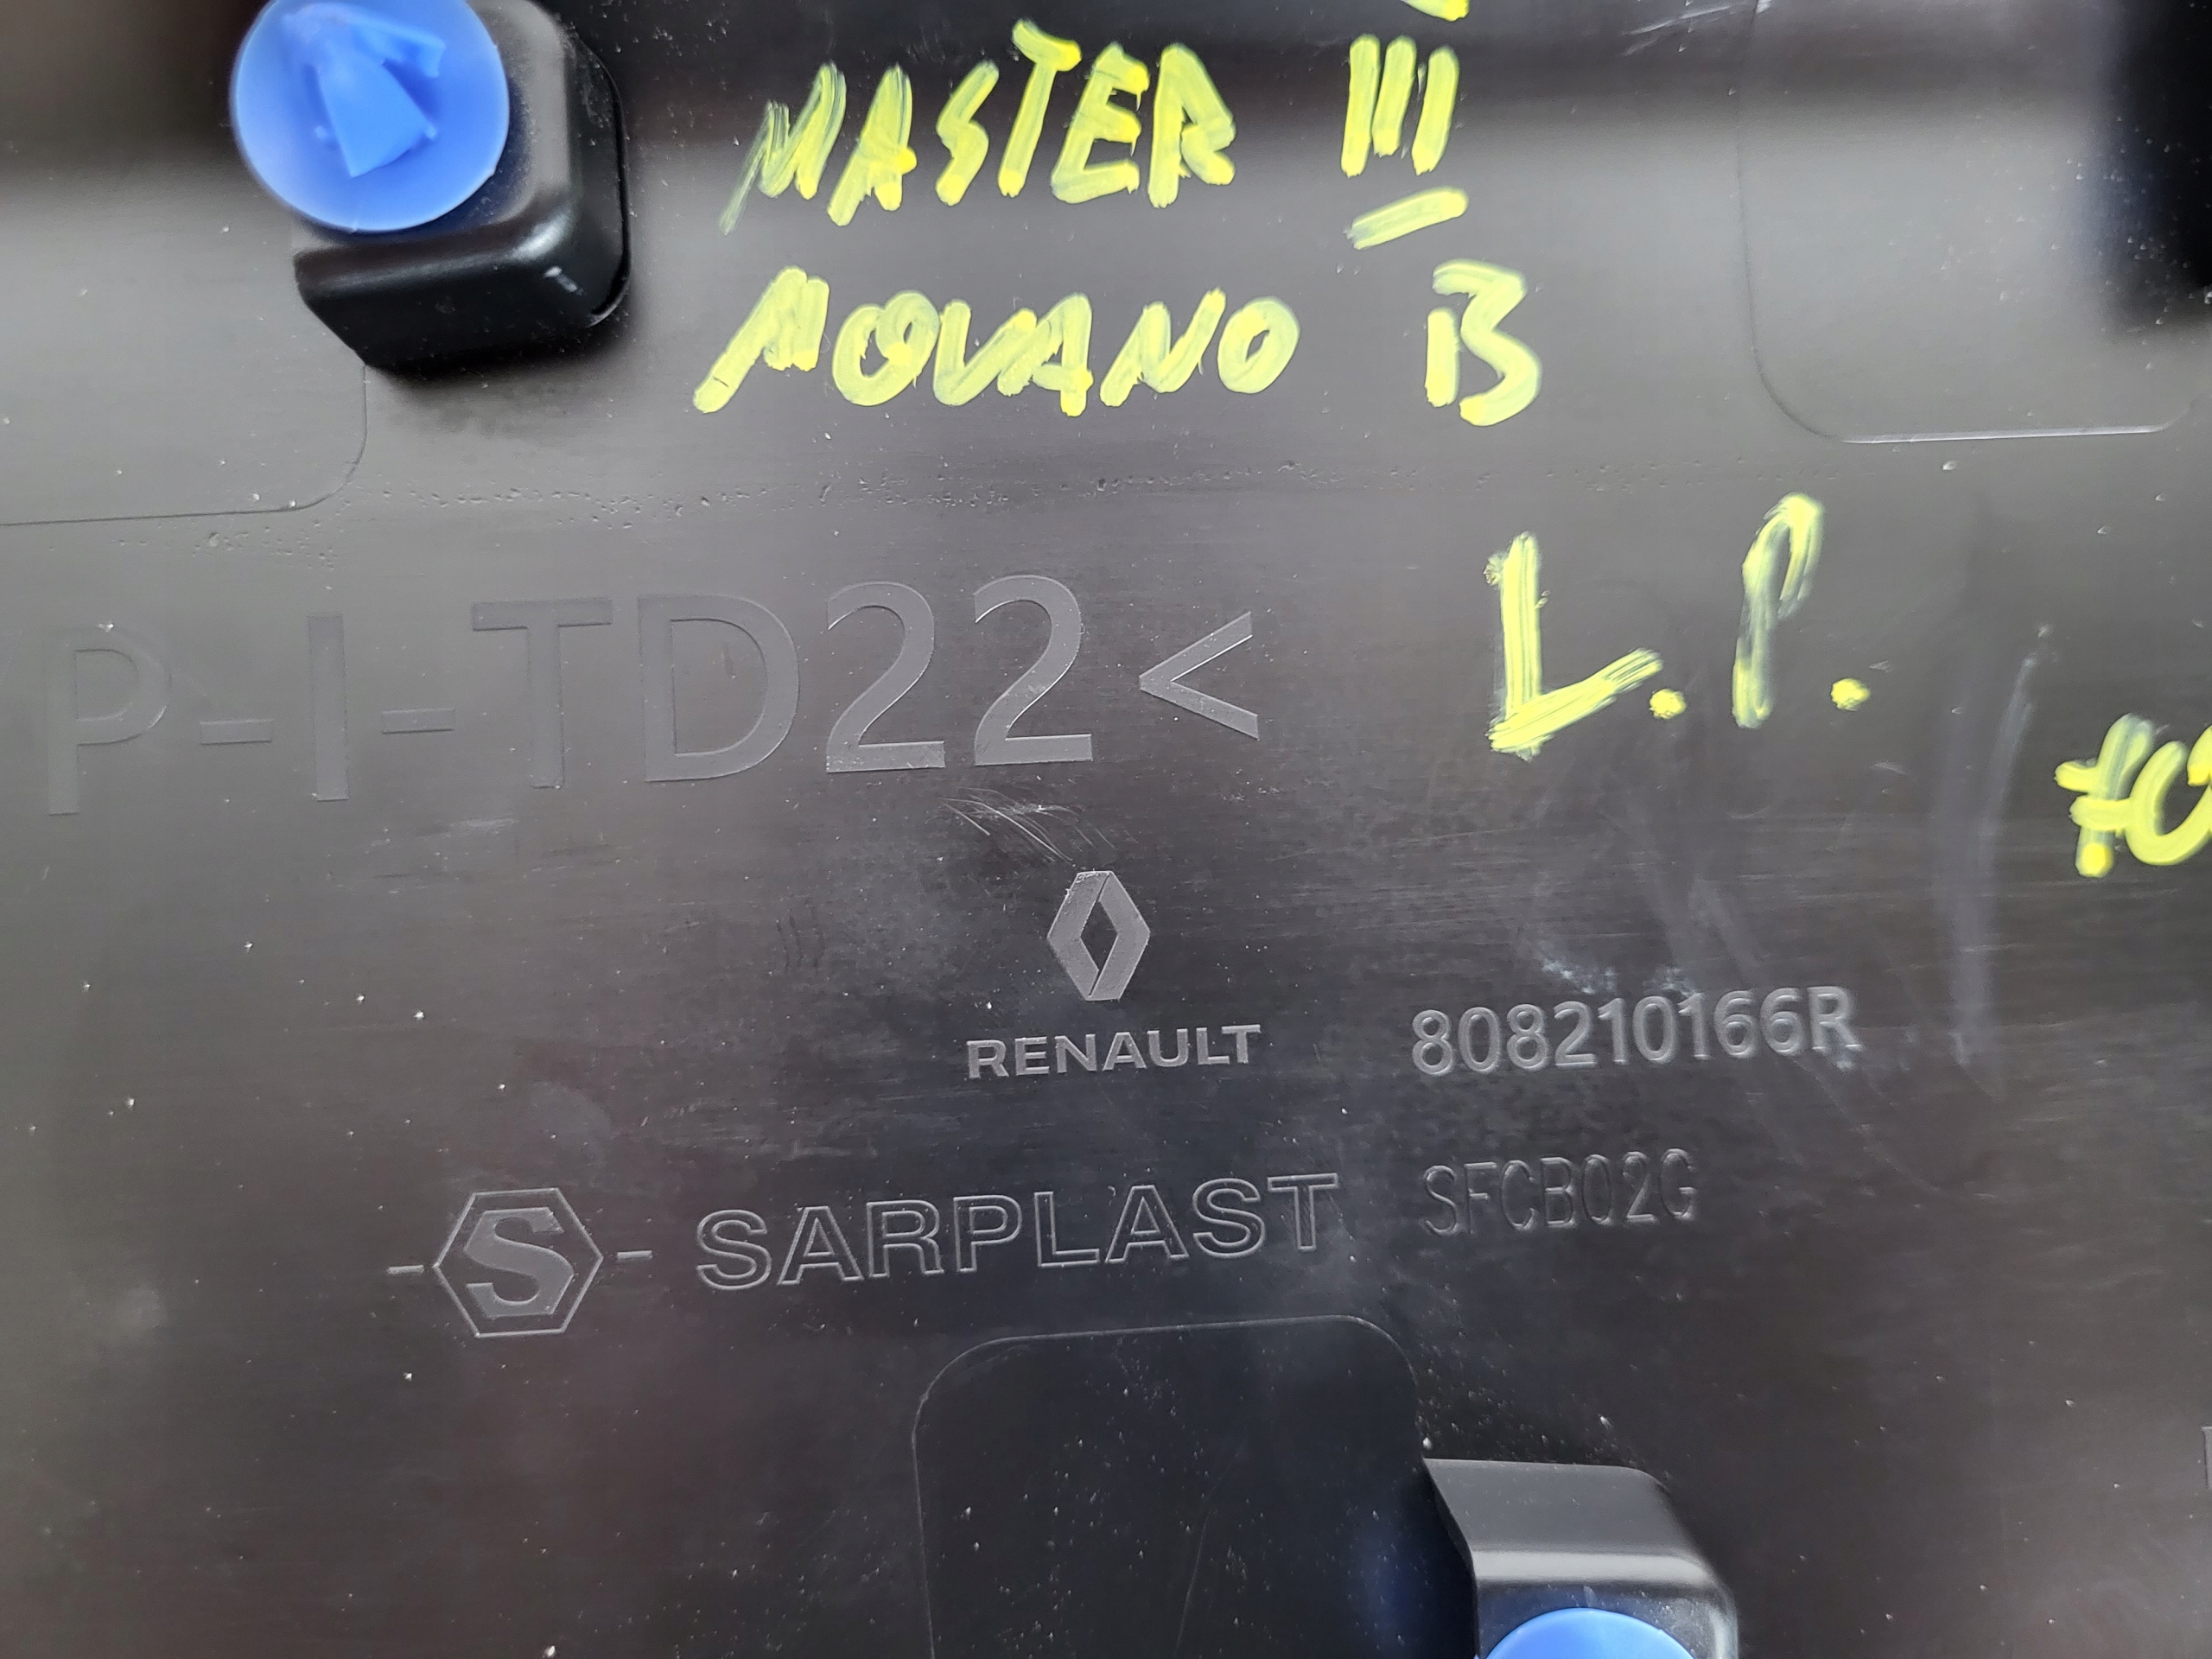 MASTER III
MOVANO B
L.P.
P-I-TD22<
RENAULT
808210166R
S SARPLAST SFCB02G